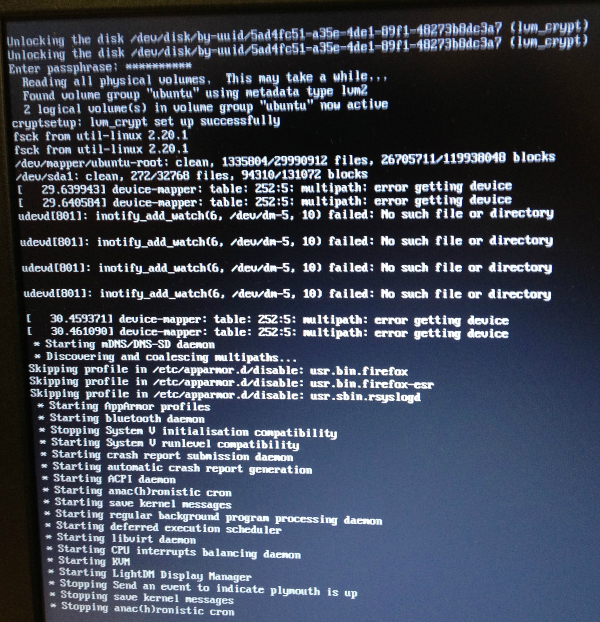 Unlocking the disk /dev/disk/by-uuid/5ad4fc51-a35e-4de1-89f1-48273b8dc3a7 (lvm_crypt)
Unlocking the disk /dev/disk/by-uuid/5ad4fc51-a35e-4de1-89f1-48273b8dc3a7 (lvm_crypt)
Enter passphrase: **********
Reading all physical volumes.  This may take a while...
Found volume group "ubuntu" using metadata type lvm2
2 logical volume(s) in volume group "ubuntu" now active
cryptsetup: lvm_crypt set up successfully
fsck from util-linux 2.20.1
fsck from util-linux 2.20.1
/dev/mapper/ubuntu-root: clean, 1335804/29990912 files, 26705711/119938048 blocks
/dev/sda1: clean, 272/32768 files, 94310/131072 blocks
[   29.639943] device-mapper: table: 252:5: multipath: error getting device
[   29.640584] device-mapper: table: 252:5: multipath: error getting device
udevd[801]: inotify_add_watch(6, /dev/dm-5, 10) failed: No such file or directory
udevd[801]: inotify_add_watch(6, /dev/dm-5, 10) failed: No such file or directory
udevd[801]: inotify_add_watch(6, /dev/dm-5, 10) failed: No such file or directory
udevd[801]: inotify_add_watch(6, /dev/dm-5, 10) failed: No such file or directory
[   30.459371] device-mapper: table: 252:5: multipath: error getting device
[   30.461090] device-mapper: table: 252:5: multipath: error getting device
* Starting mDNS/DNS-SD daemon
* Discovering and coalescing multipaths...
Skipping profile in /etc/apparmor.d/disable: usr.bin.firefox
Skipping profile in /etc/apparmor.d/disable: usr.bin.firefox-esr
Skipping profile in /etc/apparmor.d/disable: usr.sbin.rsyslogd
* Starting AppArmor profiles
* Starting bluetooth daemon
* Stopping System V initialisation compatibility
* Starting System V runlevel compatibility
* Starting crash report submission daemon
* Starting automatic crash report generation
* Starting ACPI daemon
* Starting anac(h)ronistic cron
* Starting save kernel messages
* Starting regular background program processing daemon
* Starting deferred execution scheduler
* Starting libvirt daemon
* Starting CPU interrupts balancing daemon
* Starting KVM
* Starting LightDM Display Manager
* Stopping Send an event to indicate plymouth is up
* Stopping save kernel messages
* Stopping anac(h)ronistic cron